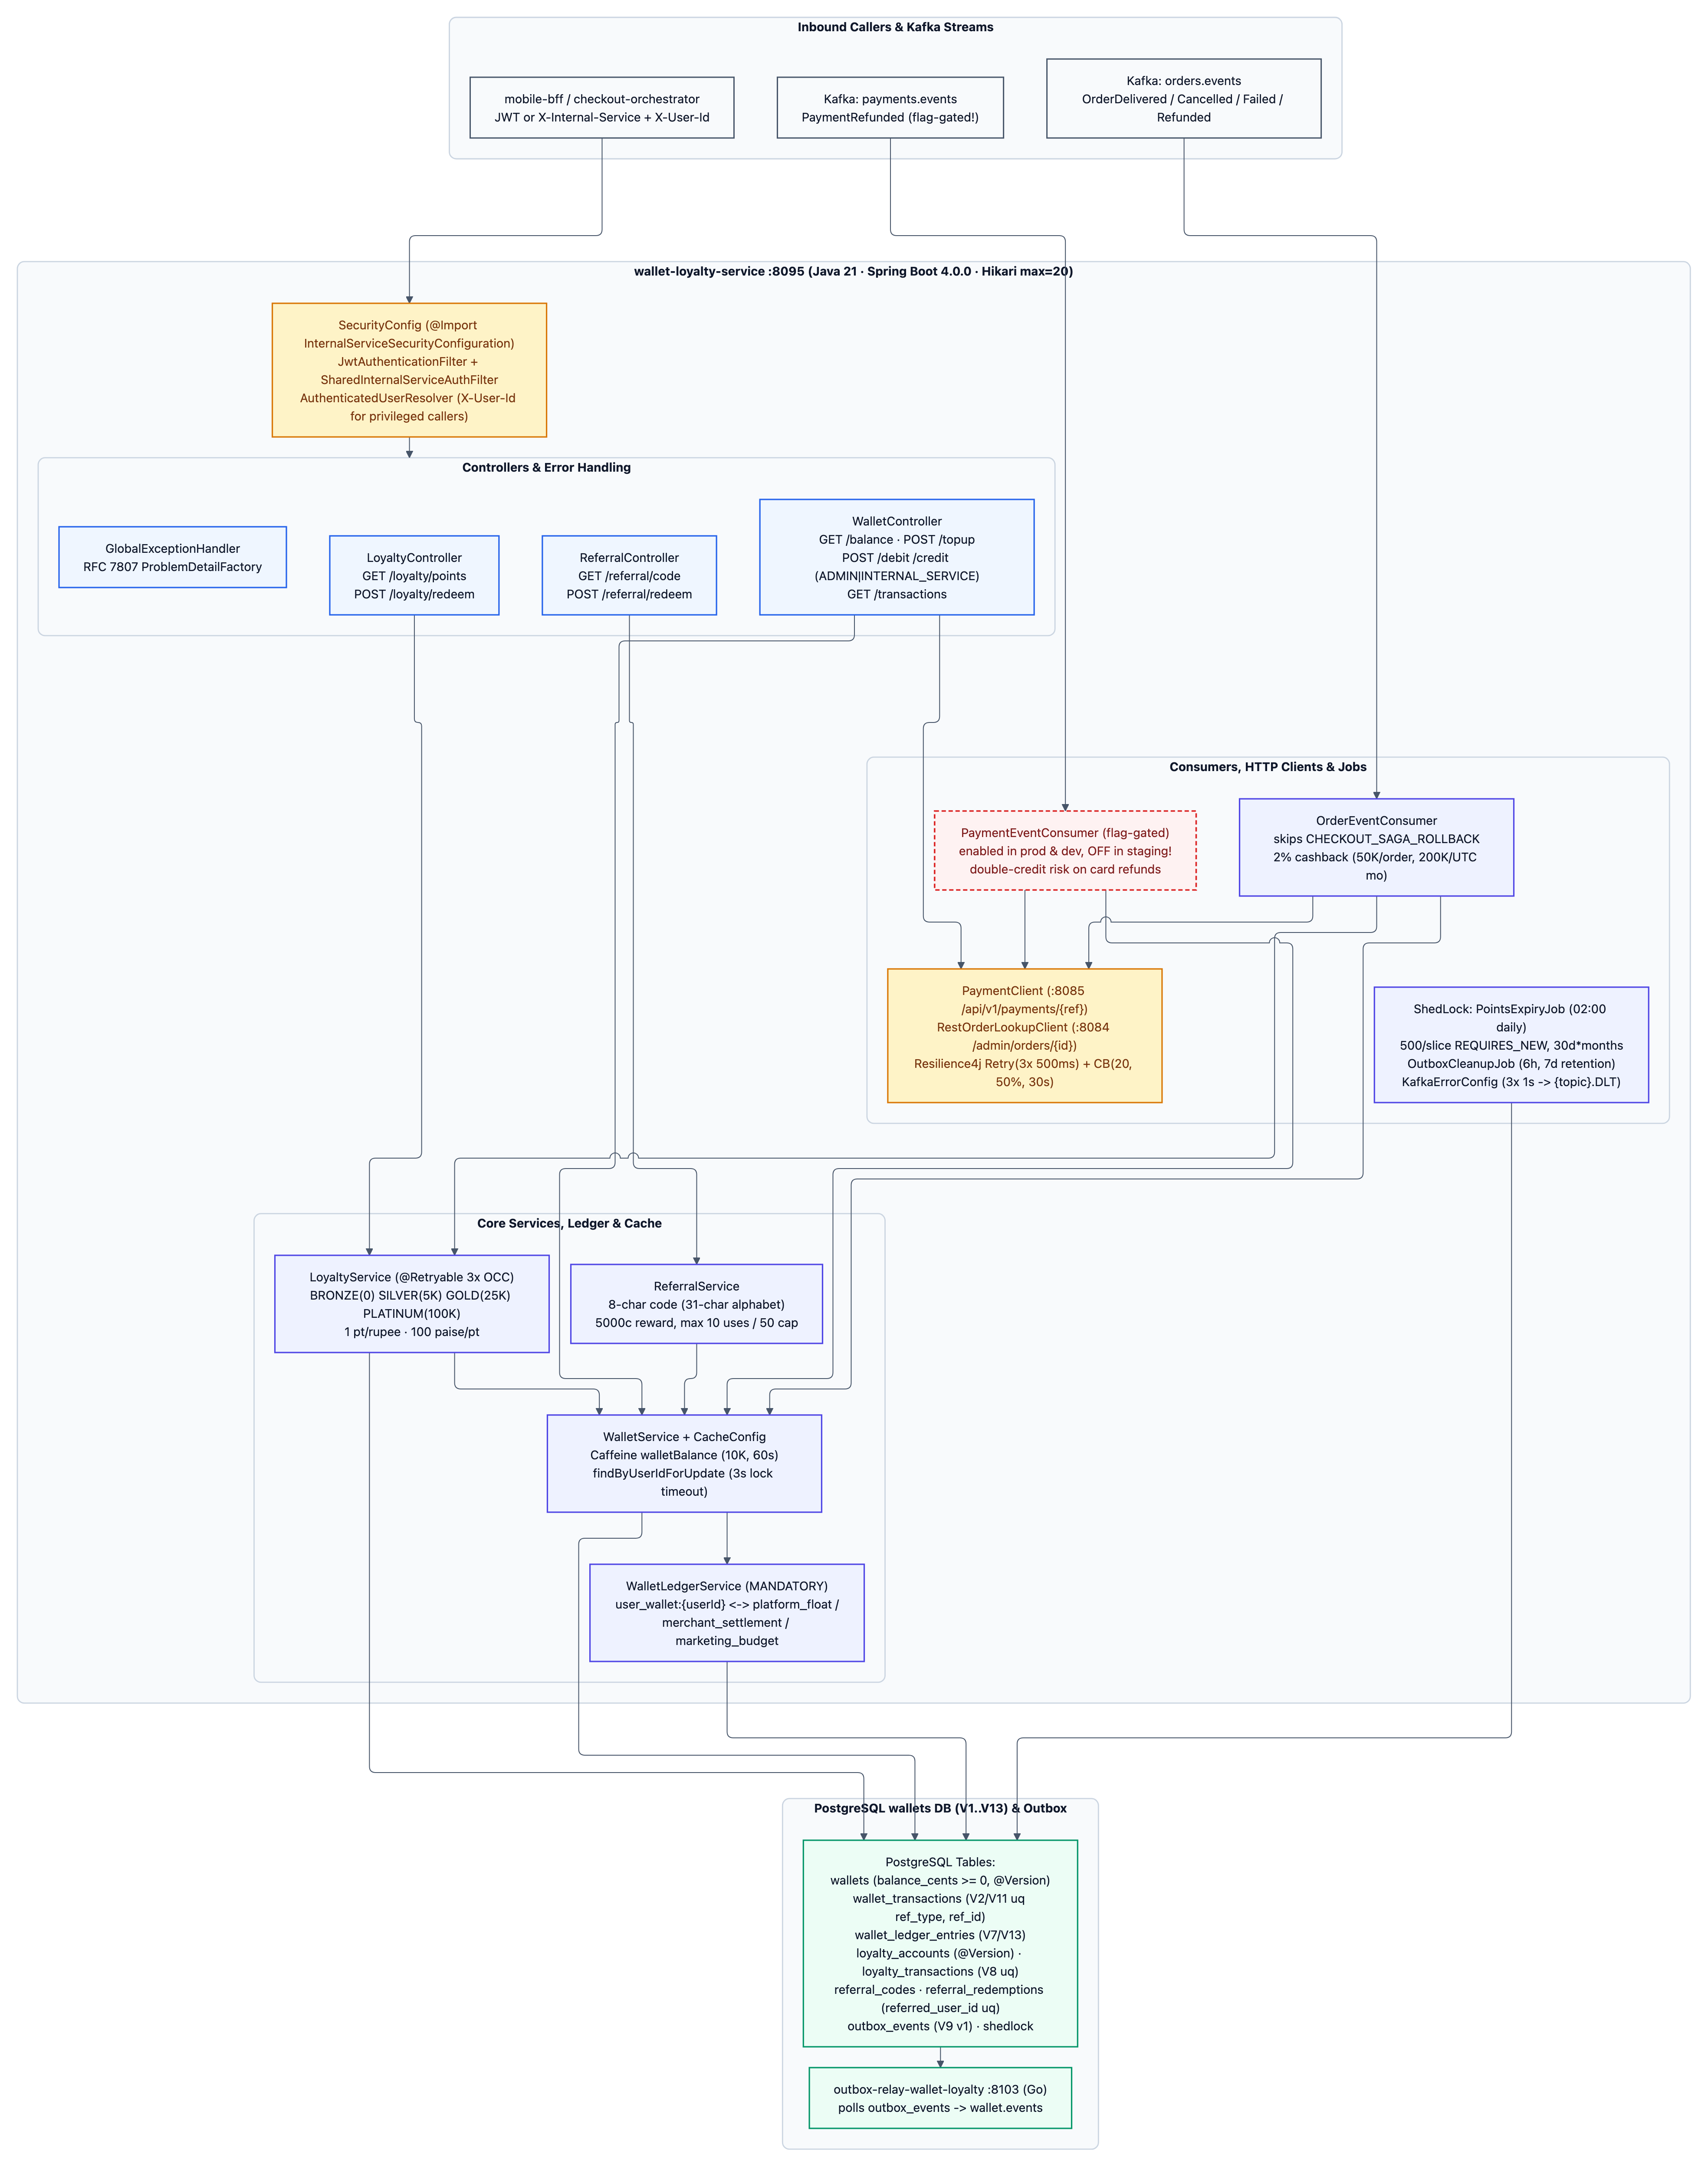 Inbound Callers & Kafka Streams
mobile-bff / checkout-orchestrator
JWT or X-Internal-Service + X-User-Id
Kafka: payments.events
PaymentRefunded (flag-gated!)
Kafka: orders.events
OrderDelivered / Cancelled / Failed /
Refunded
wallet-loyalty-service :8095 (Java 21 · Spring Boot 4.0.0 · Hikari max=20)
SecurityConfig (@Import
InternalServiceSecurityConfiguration)
JwtAuthenticationFilter +
SharedInternalServiceAuthFilter
AuthenticatedUserResolver (X-User-Id
for privileged callers)
Controllers & Error Handling
GlobalExceptionHandler
RFC 7807 ProblemDetailFactory
LoyaltyController
GET /loyalty/points
POST /loyalty/redeem
ReferralController
GET /referral/code
POST /referral/redeem
WalletController
GET /balance · POST /topup
POST /debit /credit
(ADMIN|INTERNAL_SERVICE)
GET /transactions
Consumers, HTTP Clients & Jobs
PaymentEventConsumer (flag-gated)
enabled in prod & dev, OFF in staging!
double-credit risk on card refunds
OrderEventConsumer
skips CHECKOUT_SAGA_ROLLBACK
2% cashback (50K/order, 200K/UTC
mo)
PaymentClient (:8085
/api/v1/payments/{ref})
RestOrderLookupClient (:8084
/admin/orders/{id})
Resilience4j Retry(3x 500ms) + CB(20,
50%, 30s)
ShedLock: PointsExpiryJob (02:00
daily)
500/slice REQUIRES_NEW, 30d*months
OutboxCleanupJob (6h, 7d retention)
KafkaErrorConfig (3x 1s -> {topic}.DLT)
Core Services, Ledger & Cache
LoyaltyService (@Retryable 3x OCC)
BRONZE(0) SILVER(5K) GOLD(25K)
PLATINUM(100K)
1 pt/rupee · 100 paise/pt
ReferralService
8-char code (31-char alphabet)
5000c reward, max 10 uses / 50 cap
WalletService + CacheConfig
Caffeine walletBalance (10K, 60s)
findByUserIdForUpdate (3s lock
timeout)
WalletLedgerService (MANDATORY)
user_wallet:{userId} <-> platform_float /
merchant_settlement /
marketing_budget
PostgreSQL wallets DB (V1..V13) & Outbox
PostgreSQL Tables:
wallets (balance_cents >= 0, @Version)
wallet_transactions (V2/V11 uq
ref_type, ref_id)
wallet_ledger_entries (V7/V13)
loyalty_accounts (@Version) ·
loyalty_transactions (V8 uq)
referral_codes · referral_redemptions
(referred_user_id uq)
outbox_events (V9 v1) · shedlock
outbox-relay-wallet-loyalty :8103 (Go)
polls outbox_events -> wallet.events